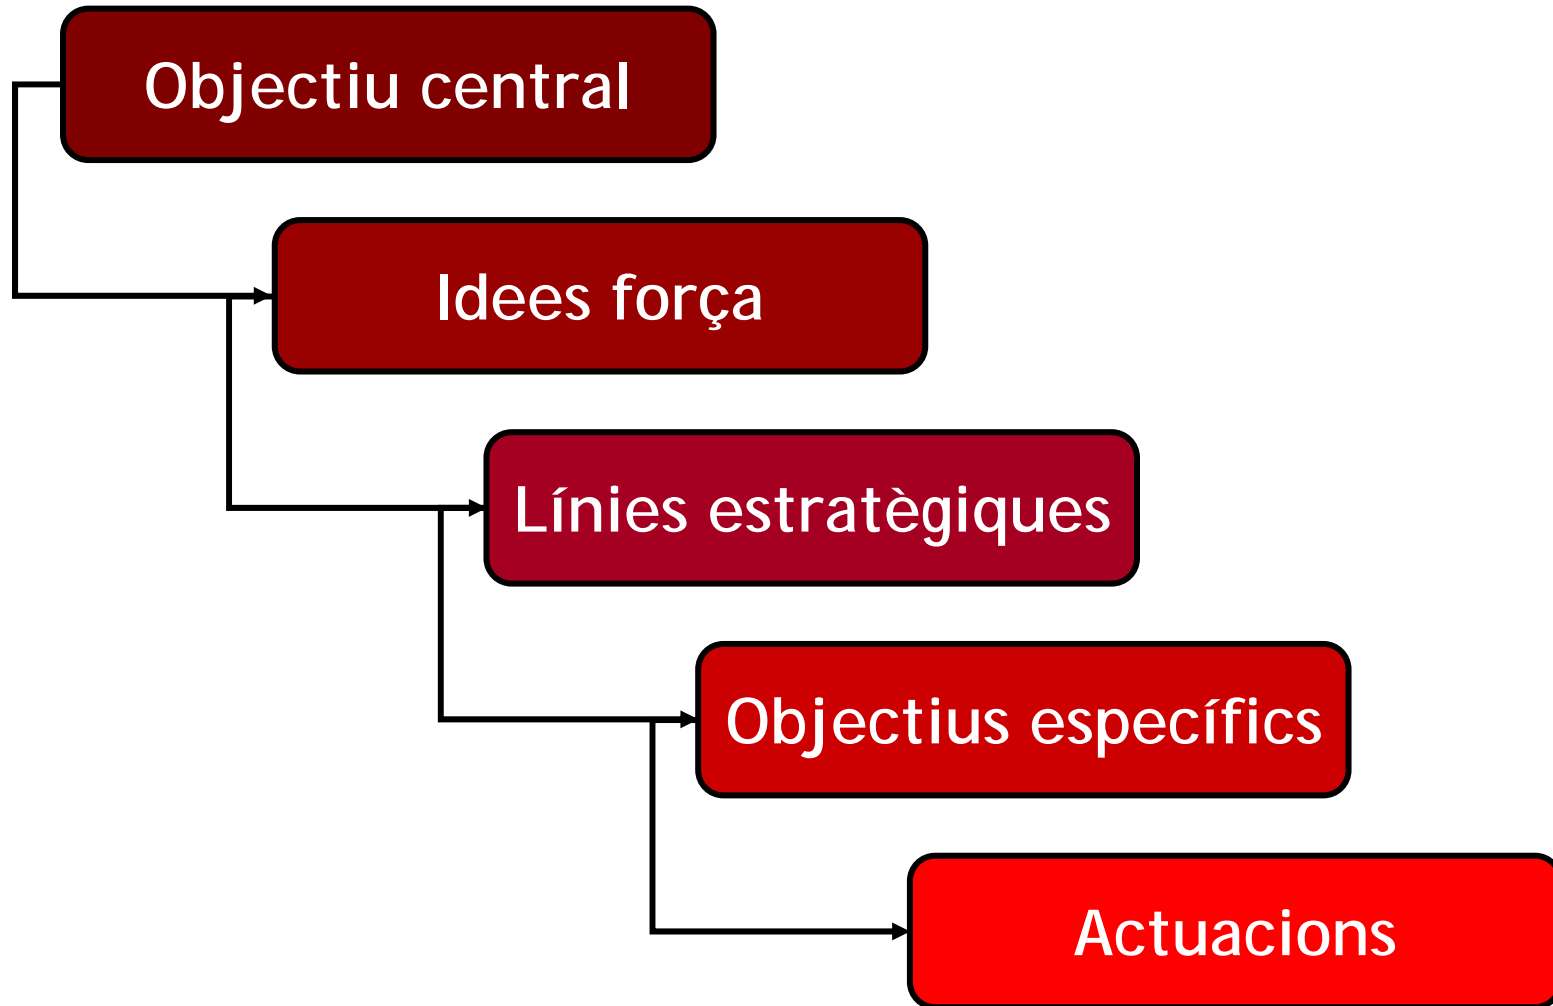 Objectiu central
Idees força
Línies estratègiques
Objectius específics
Actuacions